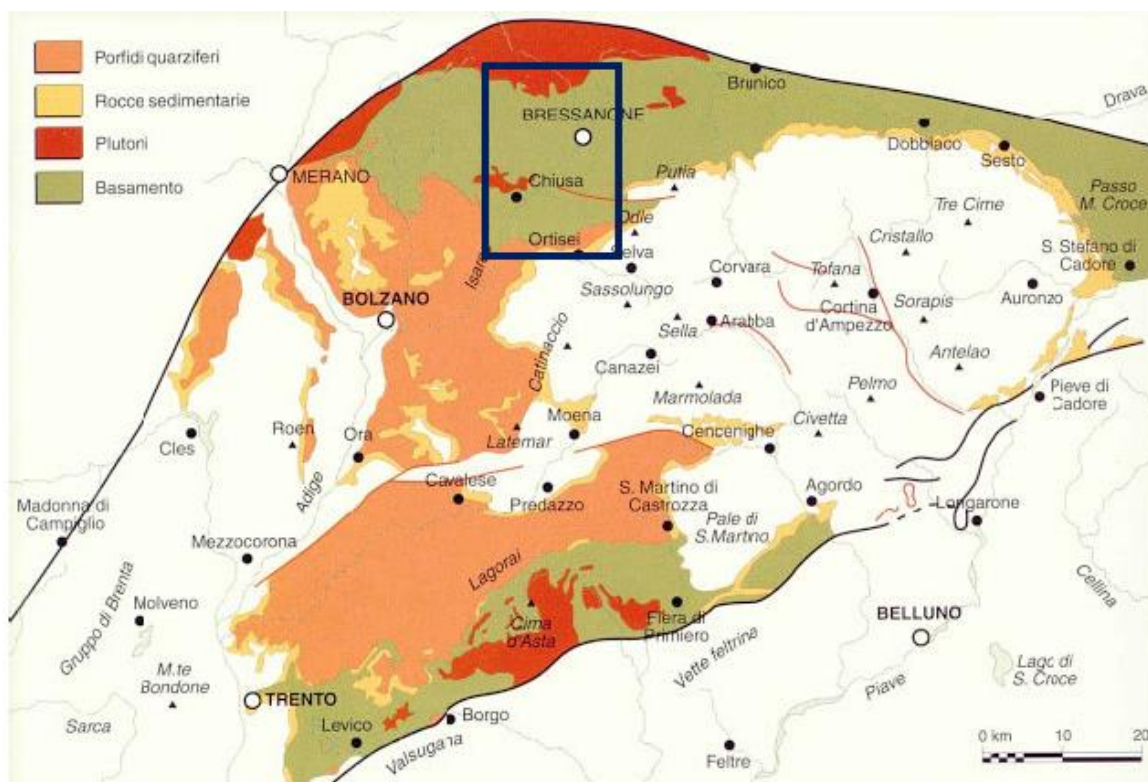 Porfidi quarziferi
Rocce sedimentarie
Plutoni
Basamento
Brunico
Drava
BRESSANONE
Dobbiaco
Sesto
MERANO
Chiusa
Putia
Passo
M. Croce
Tre Cime
Odle
Cristallo
Ortisei
Selva
S. Stefano di
Cadore
Isarco
Corvara
Tofana
BOLZANO
Sassolungo
Cortina
d'Ampezzo
Sorapis
Auronzo
Sella
Arabba
Catinaccio
Canazei
Antelao
Marmolada
Pelmo
Pieve di
Cadore
Moena
Civetta
Roen
Ora
Latemar
Cencenighe
Cles
Adige
Cavalese
Predazzo
S. Martino di
Castrozza
Agordo
Longarone
Madonna di
Campiglio
Pale di
S. Martino
Mezzocorona
Lagorai
Cellina
Gruppo di Brenta
Molveno
Cima
d'Asta
Fiera di
Primiero
BELLUNO
M.te
Bondone
Vette feltrine
Lago di
S. Croce
TRENTO
Piave
Sarca
Levico
Borgo
Valsugana
Feltre
0 km 10 20